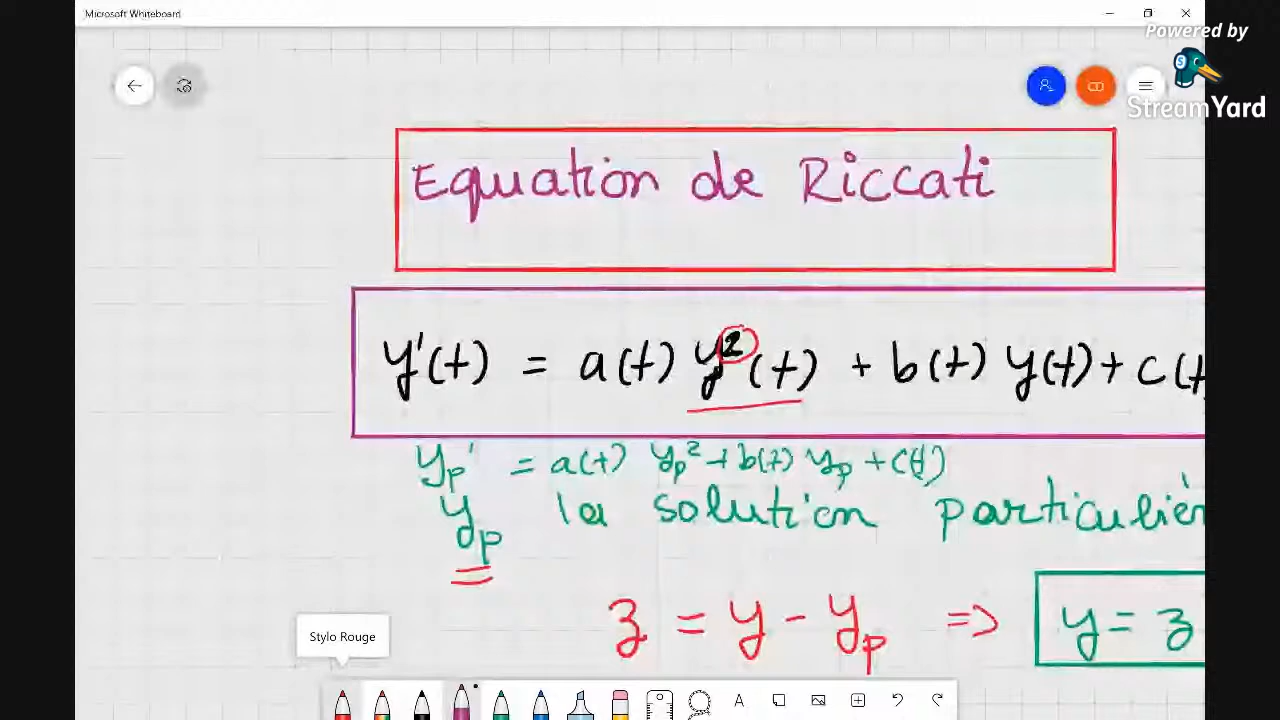 Microsoft Whiteboard
Powered by
StreamYard
Equation de Riccati
y'(t) = a(t) y²(t) + b(t) y(t) + c(t
yp' = a(t) yp² + b(t) yp + c(t)
yp la solution particulièr
z = y - yp => y = z
Stylo Rouge